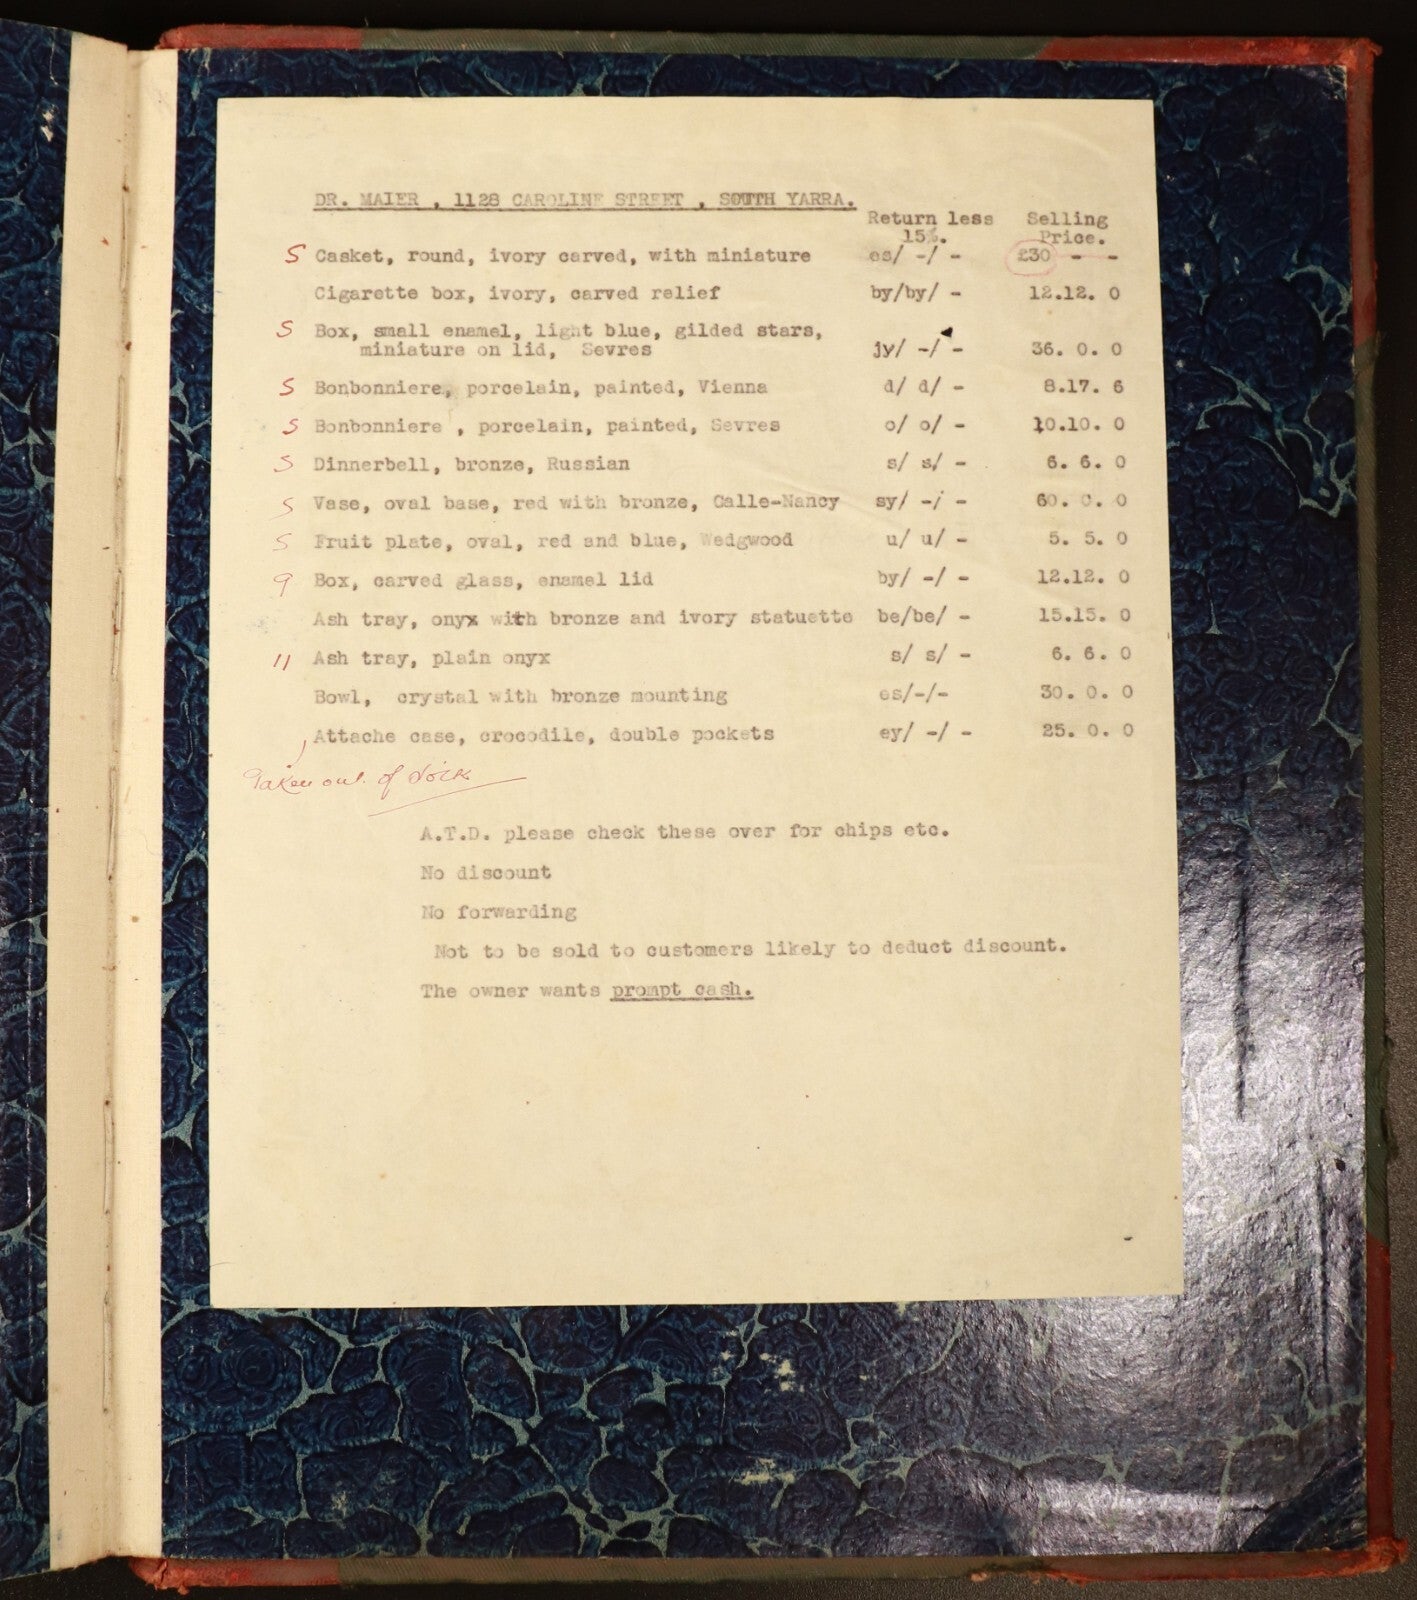 DR. MAIER , 1128 CAROLINE STREET , SOUTH YARRA.
Return less Selling
15%. Price.
S Casket, round, ivory carved, with miniature es/ -/ - £30 - -
Cigarette box, ivory, carved relief by/by/ - 12.12. 0
S Box, small enamel, light blue, gilded stars,
miniature on lid, Sevres jy/ -/ - 36. 0. 0
S Bonbonniere, porcelain, painted, Vienna d/ d/ - 8.17. 6
S Bonbonniere , porcelain, painted, Sevres o/ o/ - 10.10. 0
S Dinnerbell, bronze, Russian s/ s/ - 6. 6. 0
S Vase, oval base, red with bronze, Calle-Nancy sy/ -/ - 60. 0. 0
S Fruit plate, oval, red and blue, Wedgwood u/ u/ - 5. 5. 0
9 Box, carved glass, enamel lid by/ -/ - 12.12. 0
Ash tray, onyx with bronze and ivory statuette be/be/ - 15.15. 0
11 Ash tray, plain onyx s/ s/ - 6. 6. 0
Bowl, crystal with bronze mounting es/-/- 30. 0. 0
Attache case, crocodile, double pockets ey/ -/ - 25. 0. 0
Taken out of
A.T.D. please check these over for chips etc.
No discount
No forwarding
Not to be sold to customers likely to deduct discount.
The owner wants prompt cash.